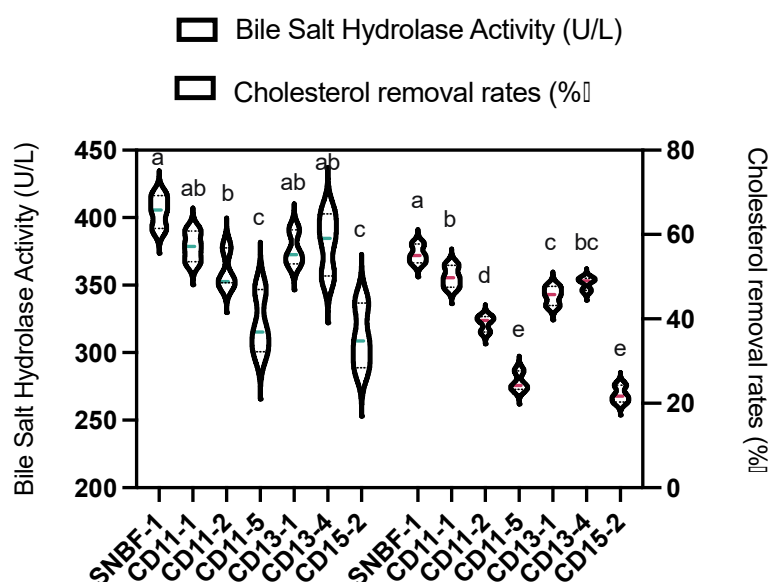 Bile Salt Hydrolase Activity (U/L)
Cholesterol removal rates (%▯
Bile Salt Hydrolase Activity (U/L)
450
400
350
300
250
200
a
ab
b
c
ab
ab
c
a
b
d
e
c
bc
e
80
60
40
20
0
Cholesterol removal rates (%▯
SNBF-1
CD11-1
CD11-2
CD11-5
CD13-1
CD13-4
CD15-2
SNBF-1
CD11-1
CD11-2
CD11-5
CD13-1
CD13-4
CD15-2